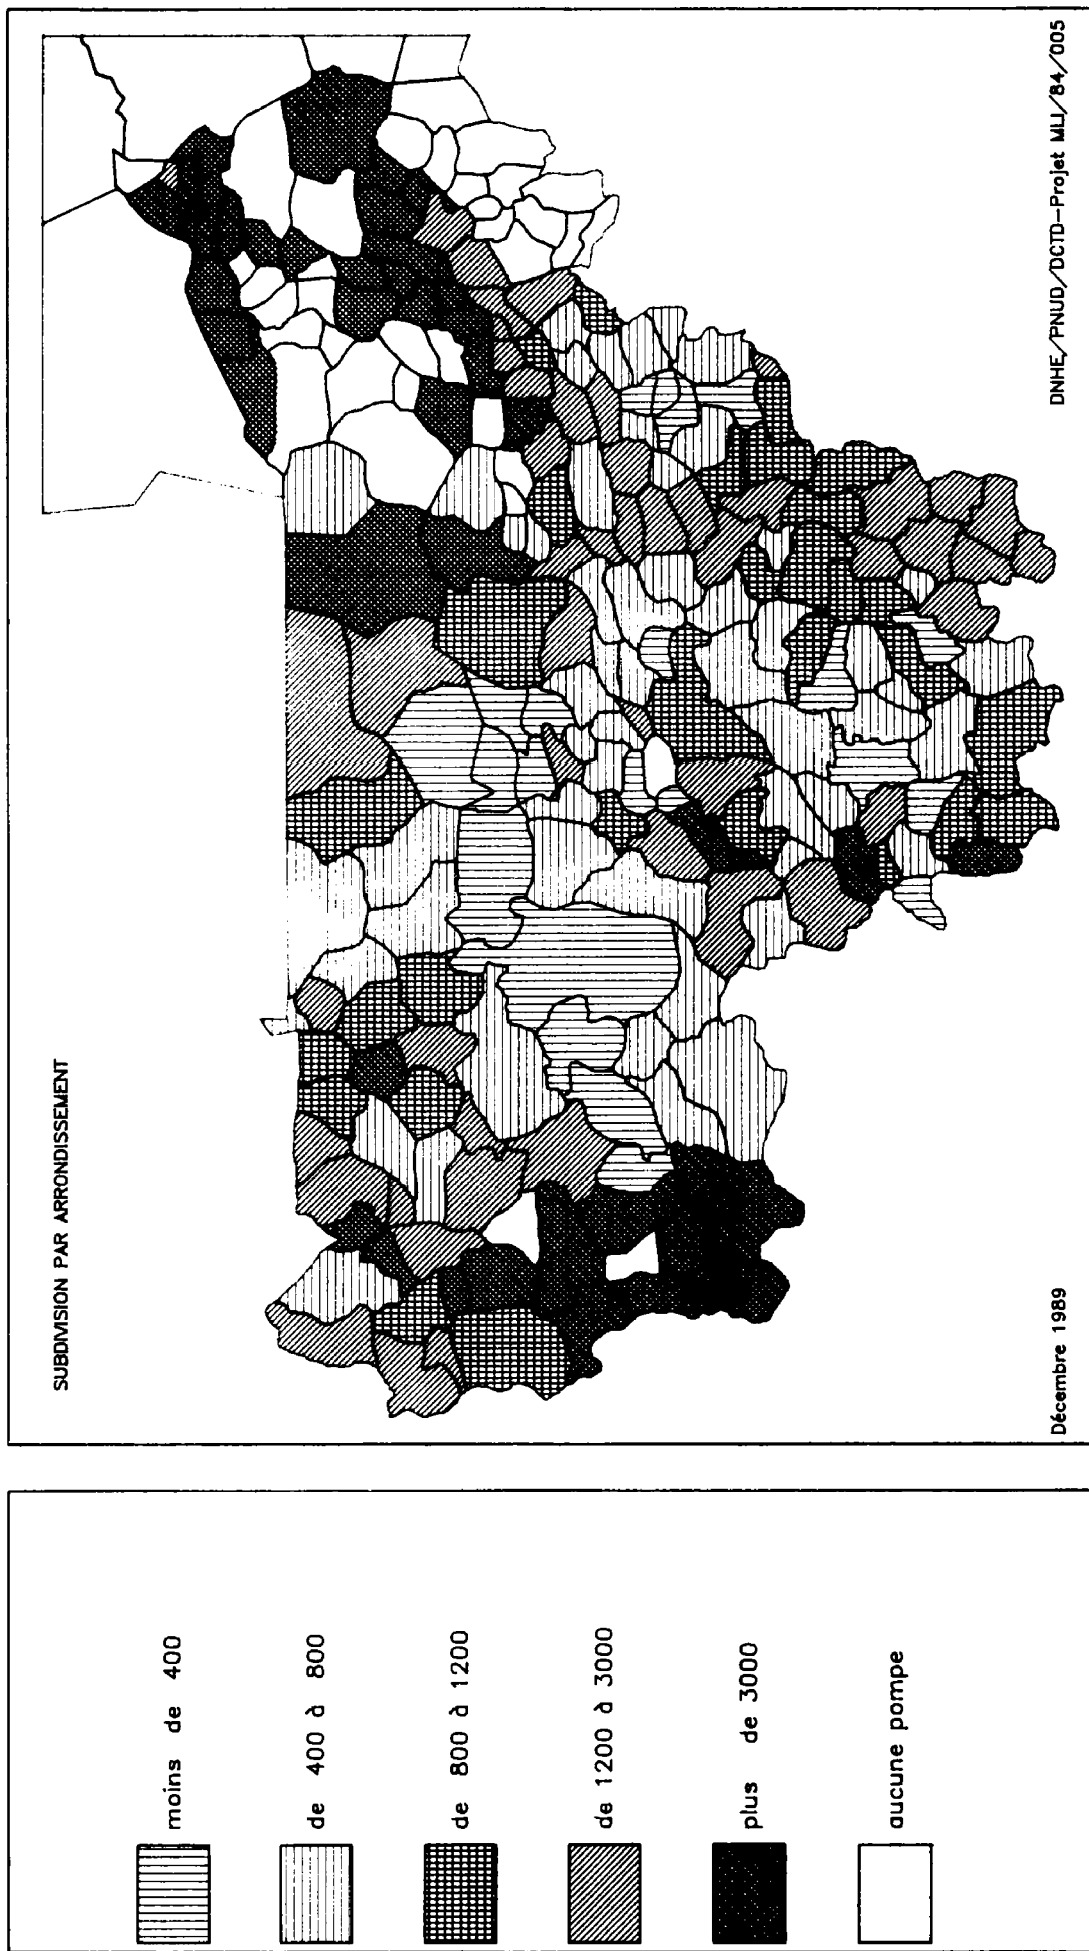 SUBDIVISION PAR ARRONDISSEMENT
Décembre 1989
DNHE/PNUD/DCTD-Projet MLI/84/005
moins de 400
de 400 à 800
de 800 à 1200
de 1200 à 3000
plus de 3000
aucune pompe